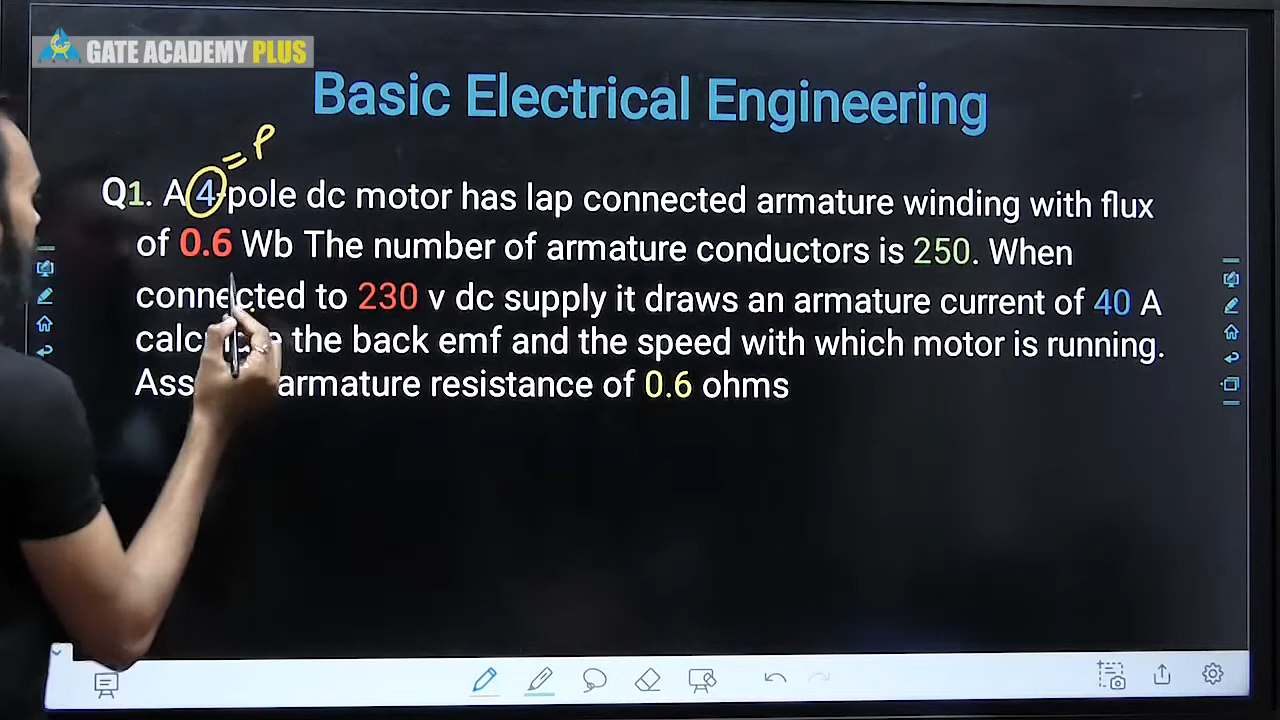 GATE ACADEMY PLUS
Basic Electrical Engineering
= P
Q1. A 4-pole dc motor has lap connected armature winding with flux
of 0.6 Wb The number of armature conductors is 250. When
connected to 230 v dc supply it draws an armature current of 40 A
the back emf and the speed with which motor is running.
armature resistance of 0.6 ohms